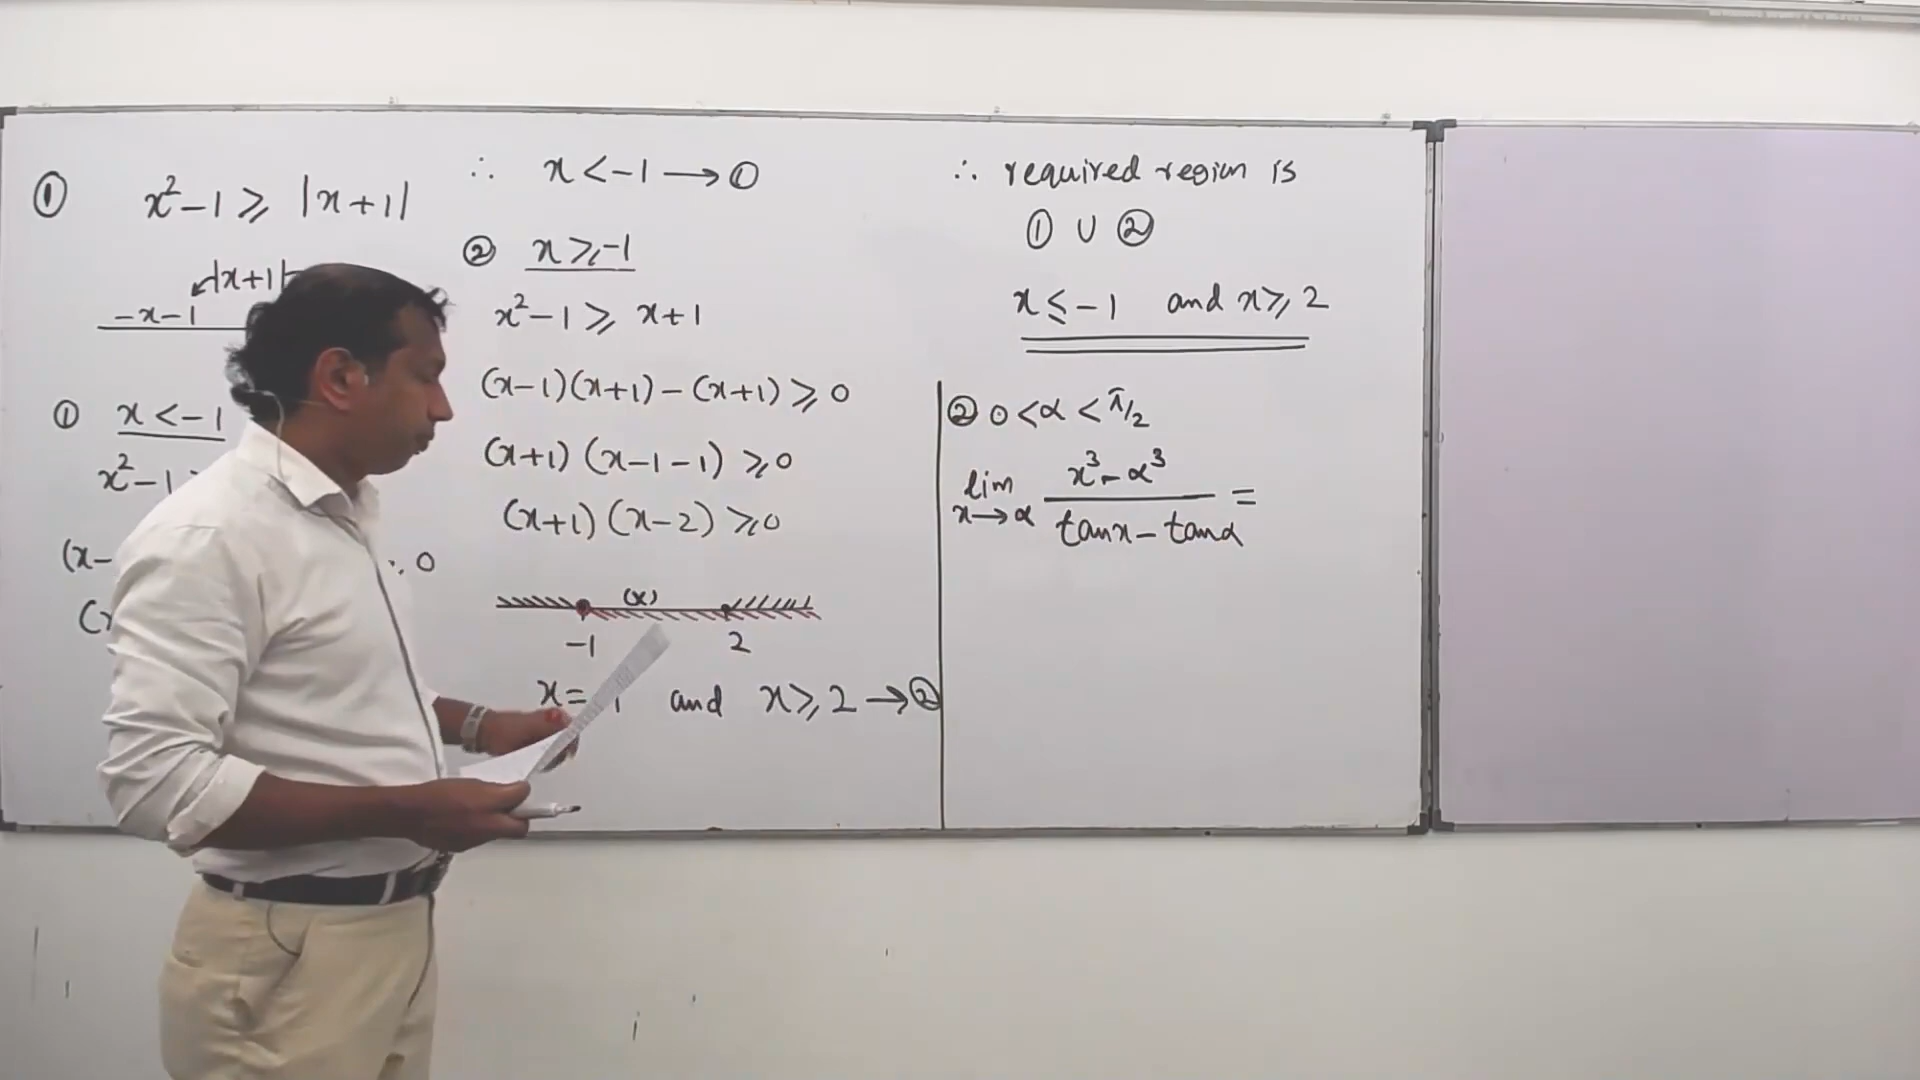 ① x²-1 ⩾ |x+1|
|x+1|
-x-1
① x<-1
x²-1
(x-
0
∴ x<-1 → ①
② x⩾-1
x²-1 ⩾ x+1
(x-1)(x+1)-(x+1) ⩾ 0
(x+1)(x-1-1) ⩾ 0
(x+1)(x-2) ⩾ 0
(x)
-1 2
x= 1 and x⩾2 → ②
∴ required region is
① ∪ ②
x ⩽ -1 and x⩾2
② 0<α<π/2
lim x→α (x³-α³)/(tanx-tanα) =